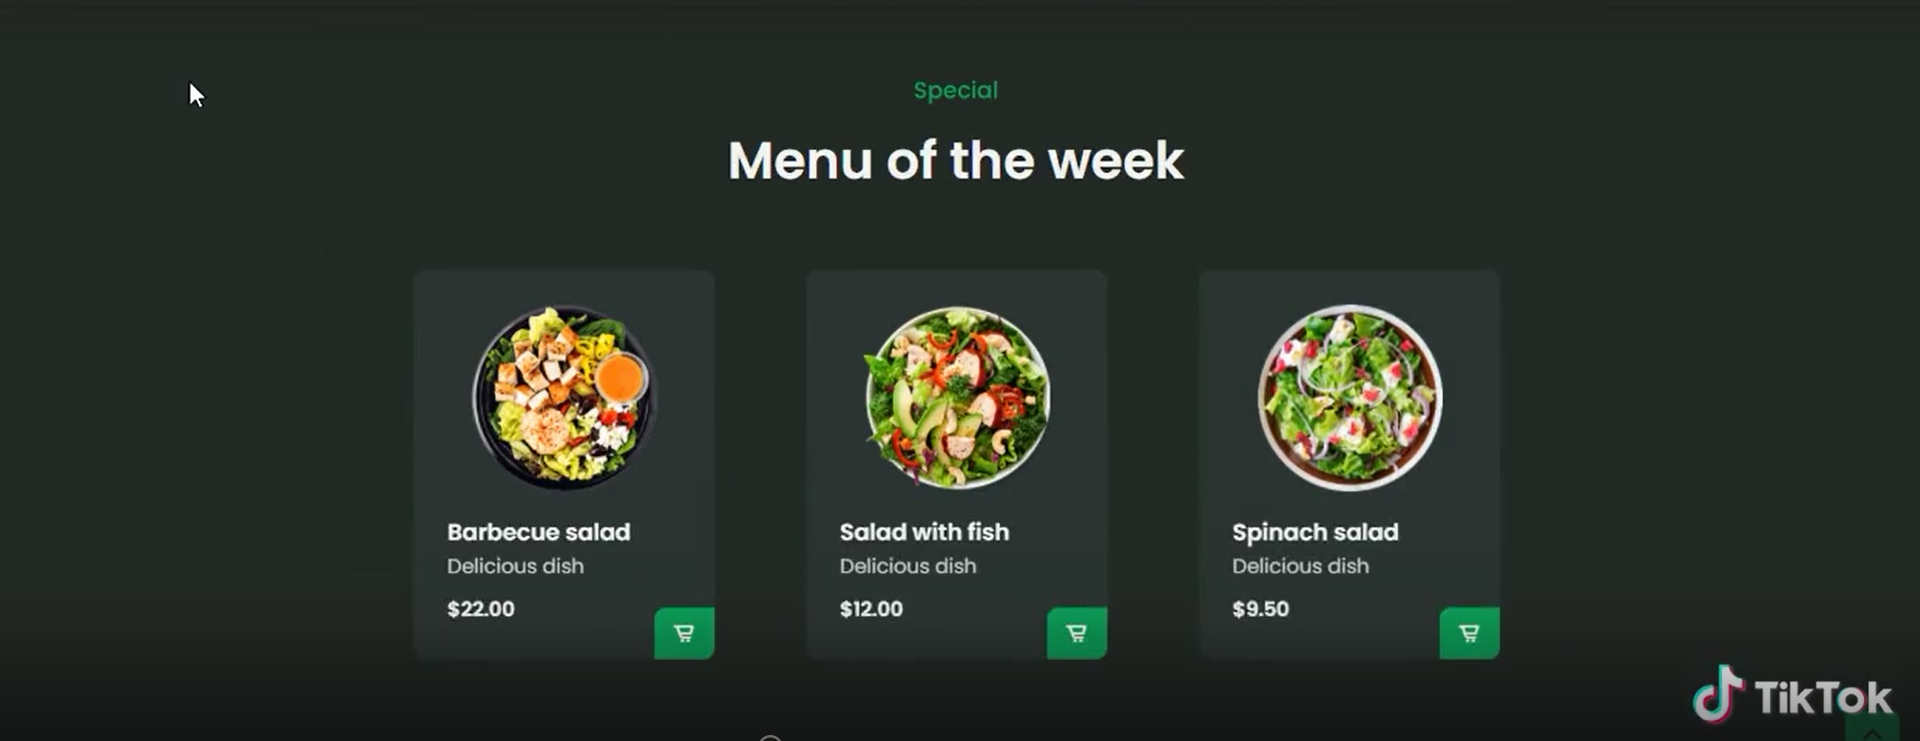 Special
Menu of the week
Barbecue salad
Delicious dish
$22.00
Salad with fish
Delicious dish
$12.00
Spinach salad
Delicious dish
$9.50
TikTok